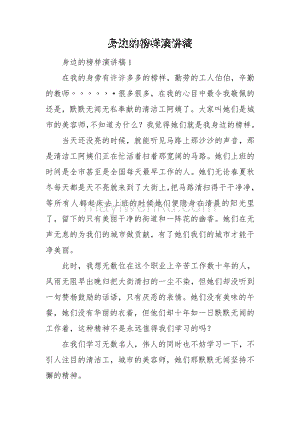 身边的榜样演讲稿
身边的榜样演讲稿1
在我的身旁有许许多多的榜样,勤劳的工人伯伯、辛勤
的教师。。。。。。很多很多,在我的心目中最令我敬佩的
还是,默默无闻无私奉献的清洁工阿姨了。大家叫她们是城
市的美容师,不知道为什么?我觉得她们就是我身边的榜样。
当天还没亮的时候,就能听见马路上那沙沙的声音,那
是清洁工阿姨们正在忙活着扫着那宽阔的马路。她们上班的
时间是全市甚至是全国每天最早工作的。她们无论春夏秋
冬每天都是天不亮就来到了大街上,把马路清扫得干干净净,
等所有人都起床去上班的时候她们便隐身在清晨的阳光里
了,留下的只有美丽干净的街道和一阵花的幽香。她们在无
声无息的为我们的城市做贡献,有了她们我们的城市才能干
净美丽。
此时,我想无数位在这个职业上辛苦工作数十年的人,
风雨无阻早出晚归把大街清扫的一尘不染,但她们却没听到
一句赞扬鼓励的话语,只有厌恶的表情。她们没有美味的午
餐,她们没有华丽的衣着,但他们却十年如一日默默无闻的
工作着,这种精神不是永远值得我们学习的吗?
在我们学习无数名人,伟人的同时也不妨学习一下,不
引人注目的清洁工,城市的美容师,她们那默默无闻坚持不
懈的精神。